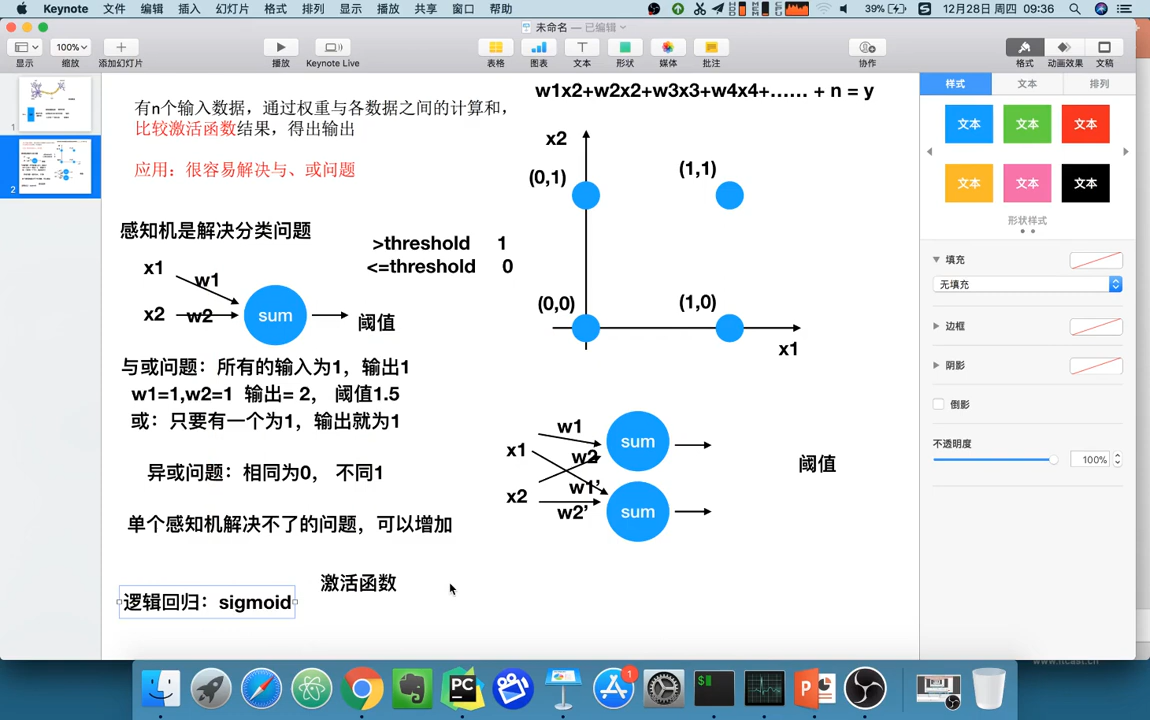 Keynote 文件 编辑 插入 幻灯片 格式 排列 显示 播放 共享 窗口 帮助 39% 12月28日 周四 09:36
未命名 — 已编辑
100%
显示 缩放 添加幻灯片 播放 Keynote Live 表格 图表 文本 形状 媒体 批注 协作 格式 动画效果 文稿
1
2
有n个输入数据，通过权重与各数据之间的计算和，
比较激活函数结果，得出输出
应用：很容易解决与、或问题
感知机是解决分类问题
>threshold 1
<=threshold 0
x1
w1
x2
w2
sum
阈值
与或问题：所有的输入为1，输出1
w1=1,w2=1 输出= 2， 阈值1.5
或：只要有一个为1，输出就为1
异或问题：相同为0， 不同1
单个感知机解决不了的问题，可以增加
激活函数
逻辑回归：sigmoid
w1x2+w2x2+w3x3+w4x4+…… + n = y
x2
(0,1)
(1,1)
(0,0)
(1,0)
x1
w1
x1
w2
sum
阈值
w1’
x2
w2’
sum
样式 文本 排列
文本 文本 文本
文本 文本 文本
形状样式
填充
无填充
边框
阴影
倒影
不透明度
100%
1
PC
P
www.itcast.cn